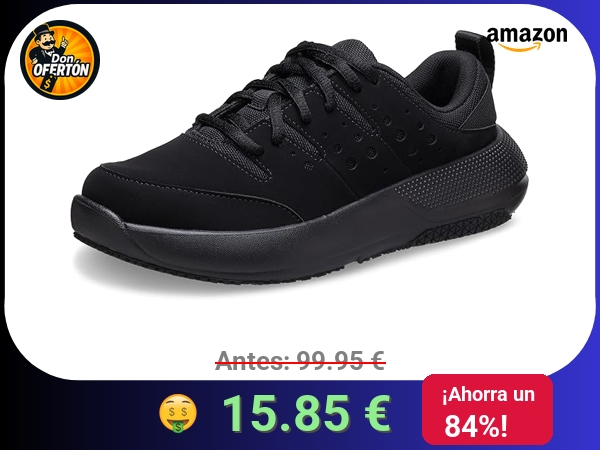 Don
OFERTÓN
amazon
Antes: 99.95 €
15.85 €
¡Ahorra un
84%!